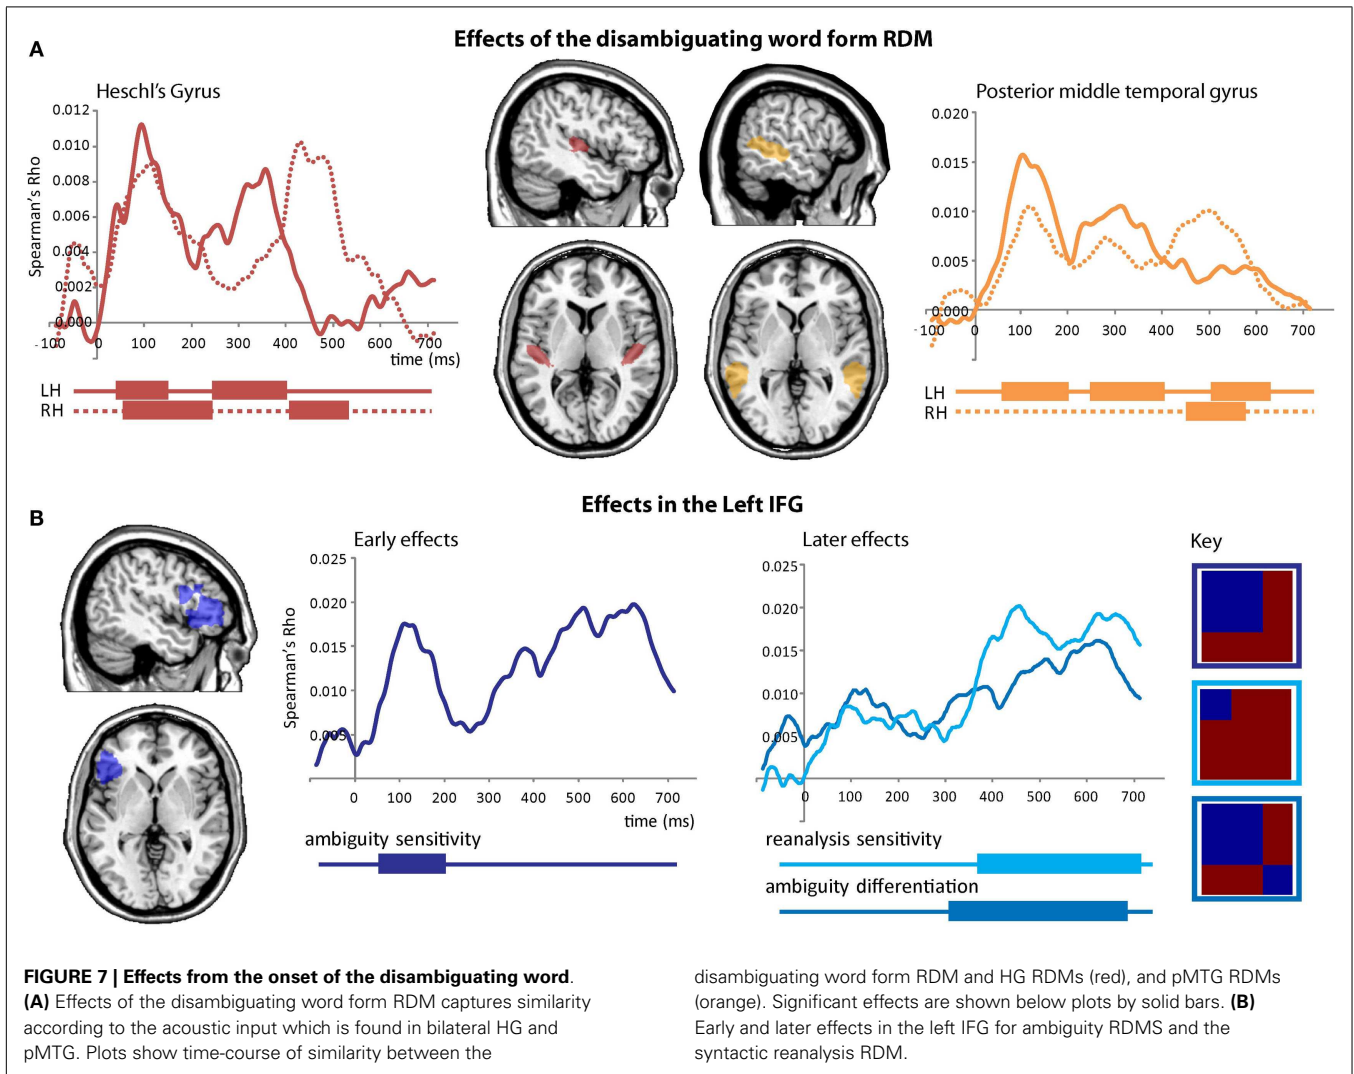 Effects of the disambiguating word form RDM
A
Heschl's Gyrus
0.012
0.010
0.008
0.006
0.004
0.002
0.000
Spearman's Rho
-100
0
100
200
300
400
500
600
700
time (ms)
LH
RH
Posterior middle temporal gyrus
0.020
0.015
0.010
0.005
0.000
-100
0
100
200
300
400
500
600
700
LH
RH
Effects in the Left IFG
B
Early effects
0.025
0.020
0.015
0.010
0.005
Spearman's Rho
0
100
200
300
400
500
600
700
time (ms)
ambiguity sensitivity
Later effects
0.025
0.020
0.015
0.010
0.005
0
100
200
300
400
500
600
700
reanalysis sensitivity
ambiguity differentiation
Key
FIGURE 7 | Effects from the onset of the disambiguating word.
(A) Effects of the disambiguating word form RDM captures similarity
according to the acoustic input which is found in bilateral HG and
pMTG. Plots show time-course of similarity between the
disambiguating word form RDM and HG RDMs (red), and pMTG RDMs
(orange). Significant effects are shown below plots by solid bars. (B)
Early and later effects in the left IFG for ambiguity RDMS and the
syntactic reanalysis RDM.